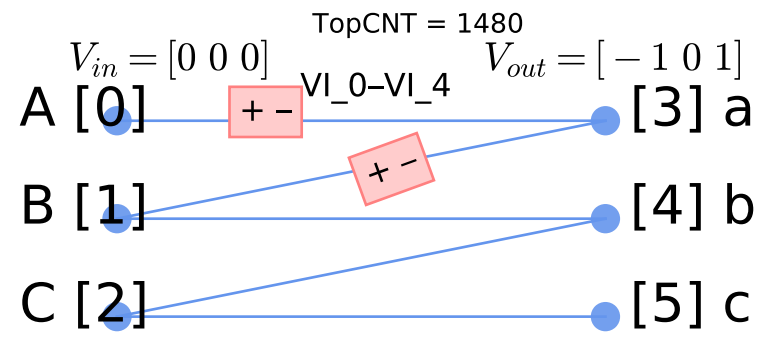 TopCNT = 1480
V_in = [0 0 0]
V_out = [−1 0 1]
VI_0–VI_4
A [0]
+ −
[3] a
+ −
B [1]
[4] b
C [2]
[5] c